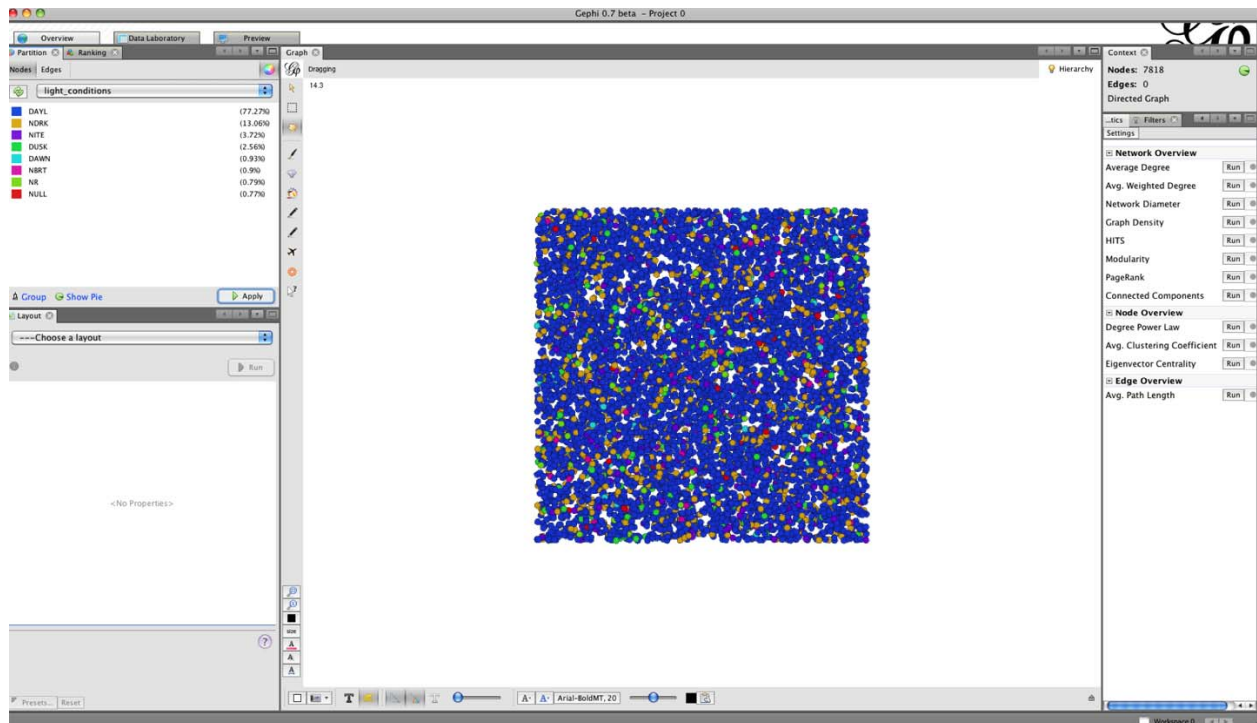 Gephi 0.7 beta - Project 0
Overview
Data Laboratory
Preview
Partition
Ranking
Nodes Edges
light_conditions
DAYL (77.27%)
NDRK (13.06%)
NITE (3.72%)
DUSK (2.56%)
DAWN (0.93%)
NBRT (0.9%)
NR (0.79%)
NULL (0.77%)
Group
Show Pie
Apply
Layout
---Choose a layout
Run
<No Properties>
Presets... Reset
Graph
Dragging
Hierarchy
14.3
size
A
A
A
T
T
A- A- Arial-BoldMT, 20
Context
Nodes: 7818
Edges: 0
Directed Graph
...tics
Filters
Settings
Network Overview
Average Degree Run
Avg. Weighted Degree Run
Network Diameter Run
Graph Density Run
HITS Run
Modularity Run
PageRank Run
Connected Components Run
Node Overview
Degree Power Law Run
Avg. Clustering Coefficient Run
Eigenvector Centrality Run
Edge Overview
Avg. Path Length Run
Workspace 0